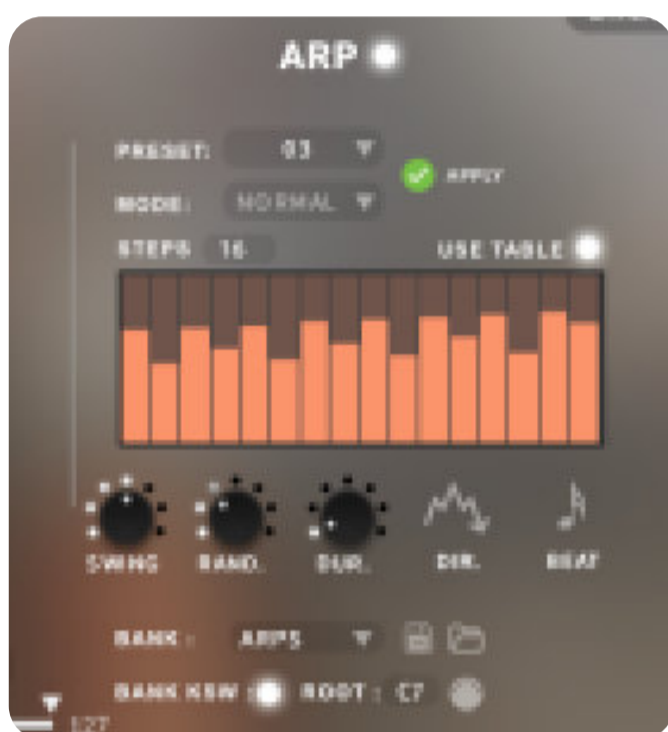 ARP
PRESET: 03
APPLY
MODE: NORMAL
STEPS 16 USE TABLE
SWING RAND. DUR. DIR. BEAT
BANK: ARPS
BANK KSW: ROOT: C7
127